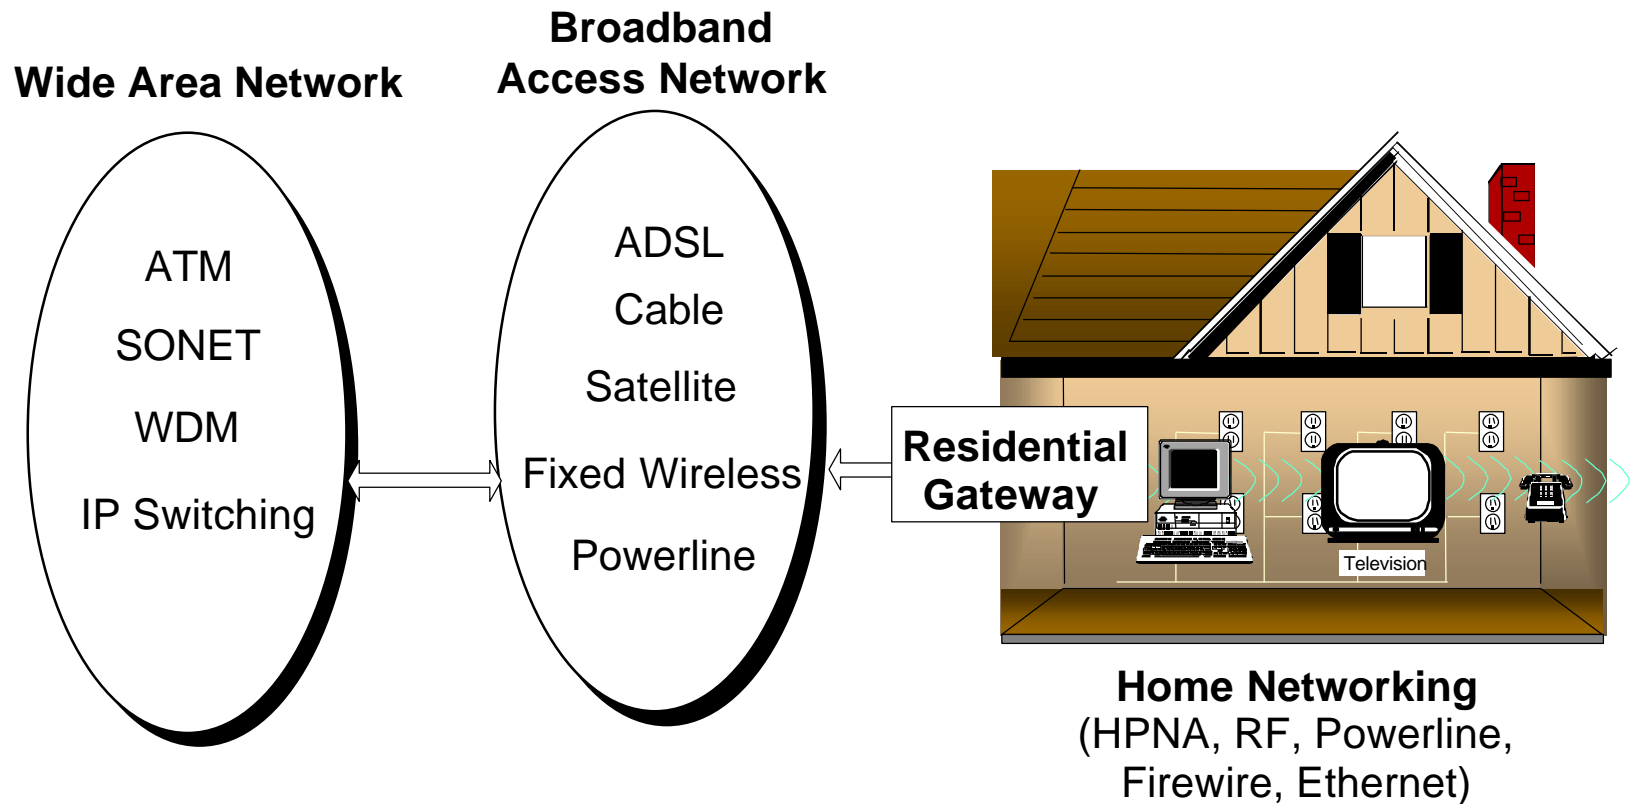 Wide Area Network
ATM
SONET
WDM
IP Switching
Broadband
Access Network
ADSL
Cable
Satellite
Fixed Wireless
Powerline
Residential
Gateway
Television
Home Networking
(HPNA, RF, Powerline,
Firewire, Ethernet)